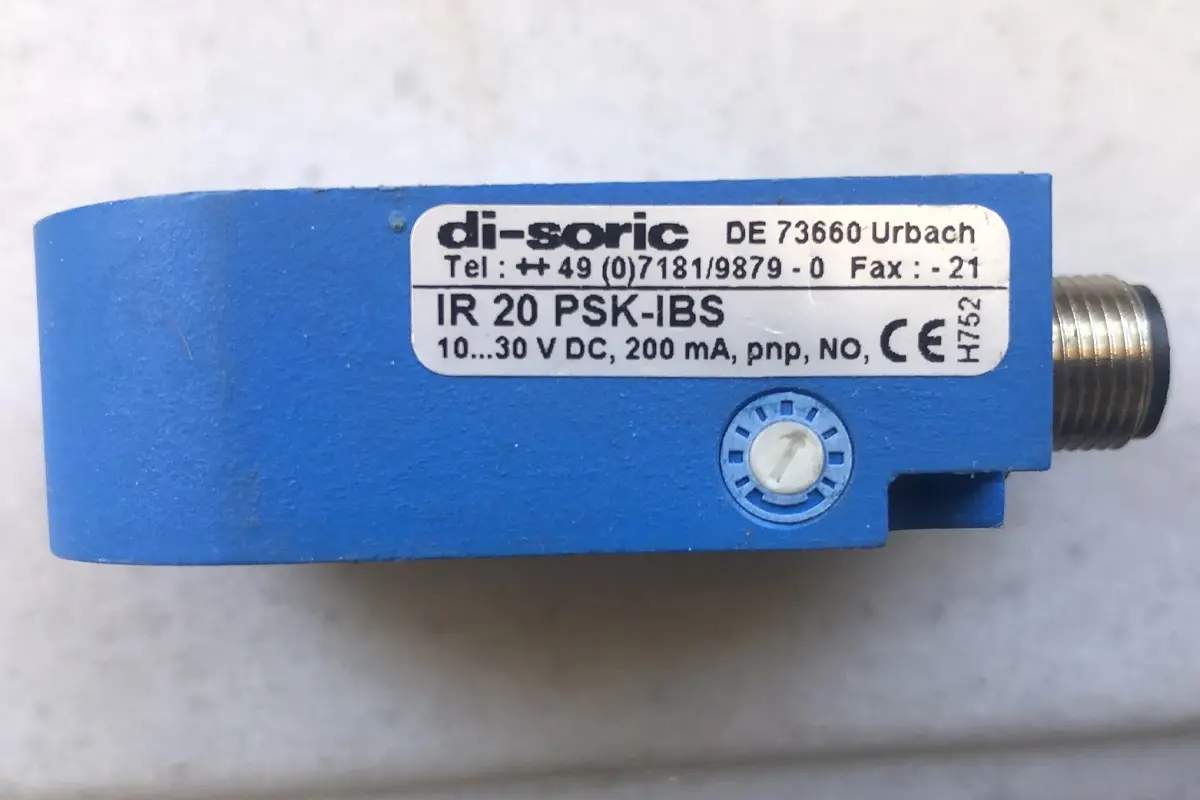 di-soric DE 73660 Urbach
Tel : ++ 49 (0)7181/9879 - 0 Fax : - 21
IR 20 PSK-IBS
10...30 V DC, 200 mA, pnp, NO, CE
H752